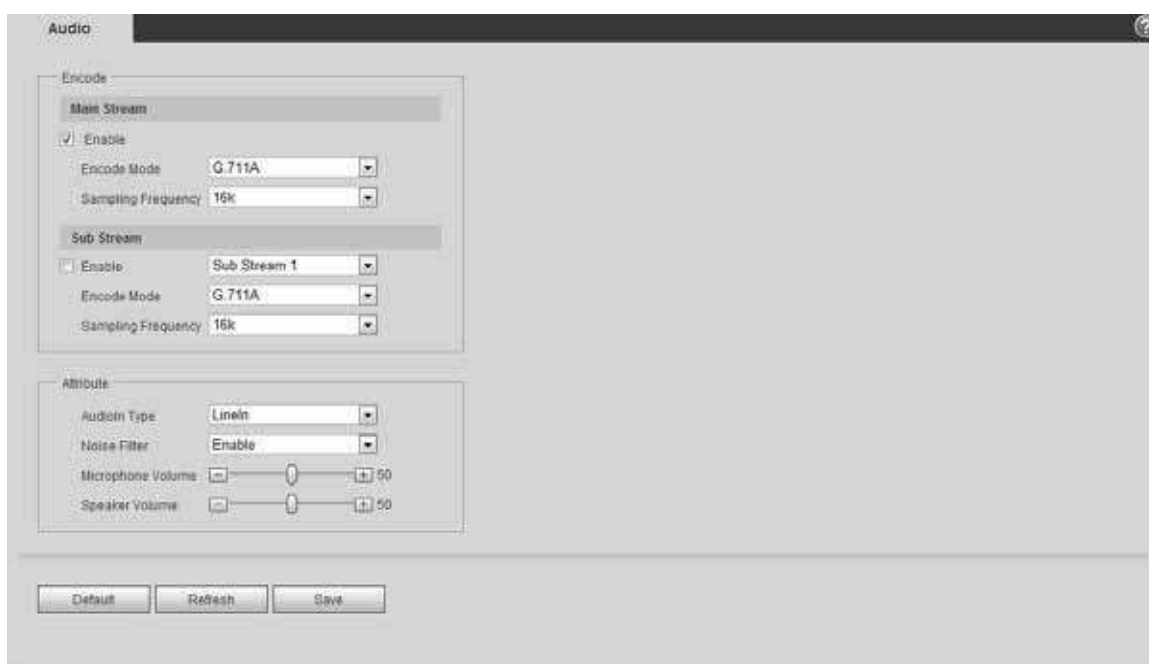 Audio
Encode
Main Stream
Enable
Encode Mode G.711A
Sampling Frequency 16k
Sub Stream
Enable Sub Stream 1
Encode Mode G.711A
Sampling Frequency 16k
Attribute
AudioIn Type LineIn
Noise Filter Enable
Microphone Volume 50
Speaker Volume 50
Default Refresh Save